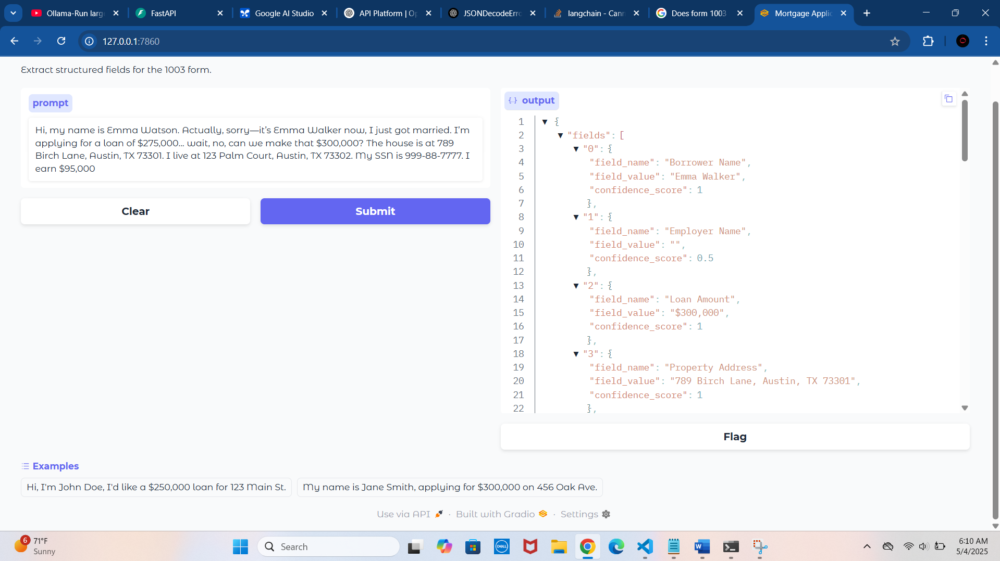 Ollama-Run larg
FastAPI
Google AI Studio
API Platform | Op
JSONDecodeErro
langchain - Cann
Does form 1003
Mortgage Applic
127.0.0.1:7860
Extract structured fields for the 1003 form.
prompt
Hi, my name is Emma Watson. Actually, sorry—it’s Emma Walker now, I just got married. I’m
applying for a loan of $275,000… wait, no, can we make that $300,000? The house is at 789
Birch Lane, Austin, TX 73301. I live at 123 Palm Court, Austin, TX 73302. My SSN is 999-88-7777. I
earn $95,000
Clear
Submit
{..} output
1 {
2 "fields": [
3 "0": {
4 "field_name": "Borrower Name",
5 "field_value": "Emma Walker",
6 "confidence_score": 1
7 },
8 "1": {
9 "field_name": "Employer Name",
10 "field_value": "",
11 "confidence_score": 0.5
12 },
13 "2": {
14 "field_name": "Loan Amount",
15 "field_value": "$300,000",
16 "confidence_score": 1
17 },
18 "3": {
19 "field_name": "Property Address",
20 "field_value": "789 Birch Lane, Austin, TX 73301",
21 "confidence_score": 1
22 },
Flag
Examples
Hi, I'm John Doe, I'd like a $250,000 loan for 123 Main St.
My name is Jane Smith, applying for $300,000 on 456 Oak Ave.
Use via API · Built with Gradio · Settings
6
71°F
Sunny
Search
DELL
6:10 AM
5/4/2025